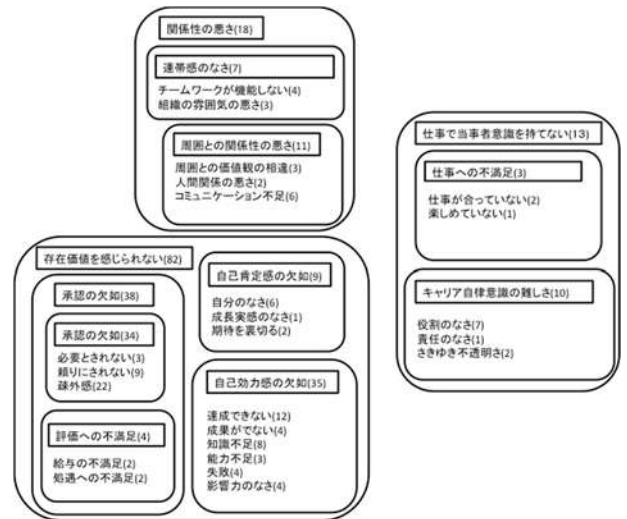 関係性の悪さ(18)
連帯感のなさ(7)
チームワークが機能しない(4)
組織の雰囲気の悪さ(3)
周囲との関係性の悪さ(11)
周囲との価値観の相違(3)
人間関係の悪さ(2)
コミュニケーション不足(6)
存在価値を感じられない(82)
承認の欠如(38)
承認の欠如(34)
必要とされない(3)
頼りにされない(9)
疎外感(22)
評価への不満足(4)
給与の不満足(2)
処遇への不満足(2)
自己肯定感の欠如(9)
自分のなさ(6)
成長実感のなさ(1)
期待を裏切る(2)
自己効力感の欠如(35)
達成できない(12)
成果がでない(4)
知識不足(8)
能力不足(3)
失敗(4)
影響力のなさ(4)
仕事で当事者意識を持てない(13)
仕事への不満足(3)
仕事が合っていない(2)
楽しめていない(1)
キャリア自律意識の難しさ(10)
役割のなさ(7)
責任のなさ(1)
さきゆき不透明さ(2)